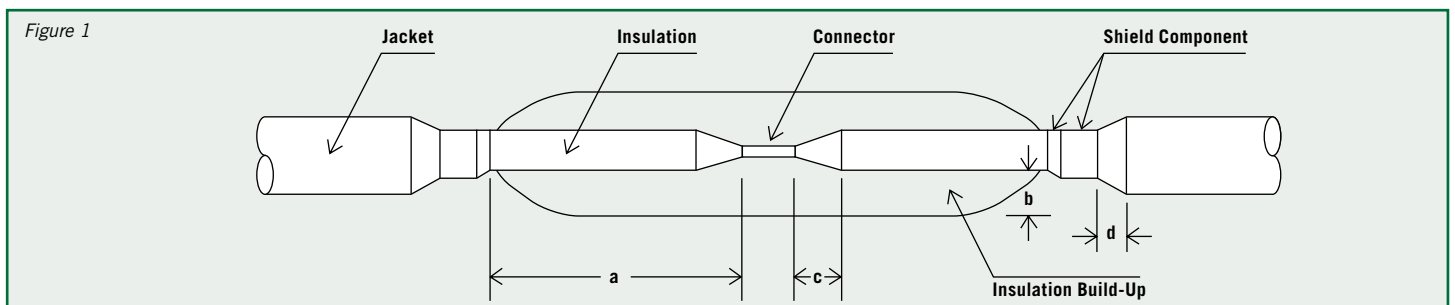 Figure 1
Jacket
Insulation
Connector
Shield Component
b
d
a
c
Insulation Build-Up